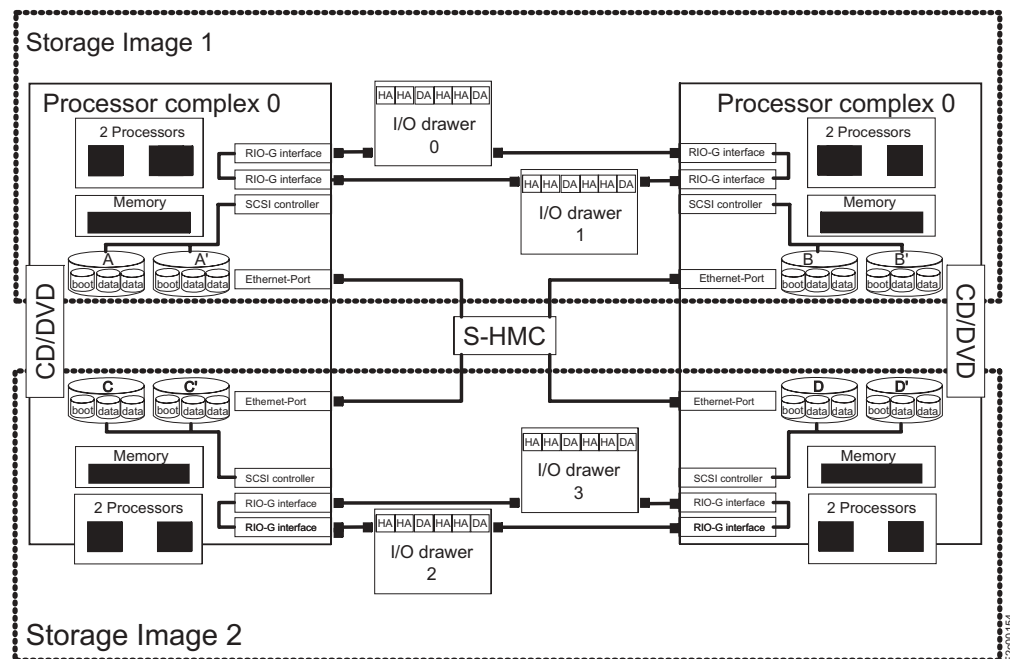 Storage Image 1
Processor complex 0
2 Processors
Memory
A
boot data data
A'
boot data data
RIO-G interface
RIO-G interface
SCSI controller
Ethernet-Port
HA HA DA HA HA DA
I/O drawer
0
HA HA DA HA HA DA
I/O drawer
1
Processor complex 0
RIO-G interface
RIO-G interface
SCSI controller
Ethernet-Port
2 Processors
Memory
B
boot data data
B'
boot data data
CD/DVD
S-HMC
CD/DVD
C
boot data data
C'
boot data data
Ethernet-Port
Memory
SCSI controller
2 Processors
RIO-G interface
RIO-G interface
HA HA DA HA HA DA
I/O drawer
3
HA HA DA HA HA DA
I/O drawer
2
Ethernet-Port
D
boot data data
D'
boot data data
SCSI controller
Memory
RIO-G interface
RIO-G interface
2 Processors
Storage Image 2